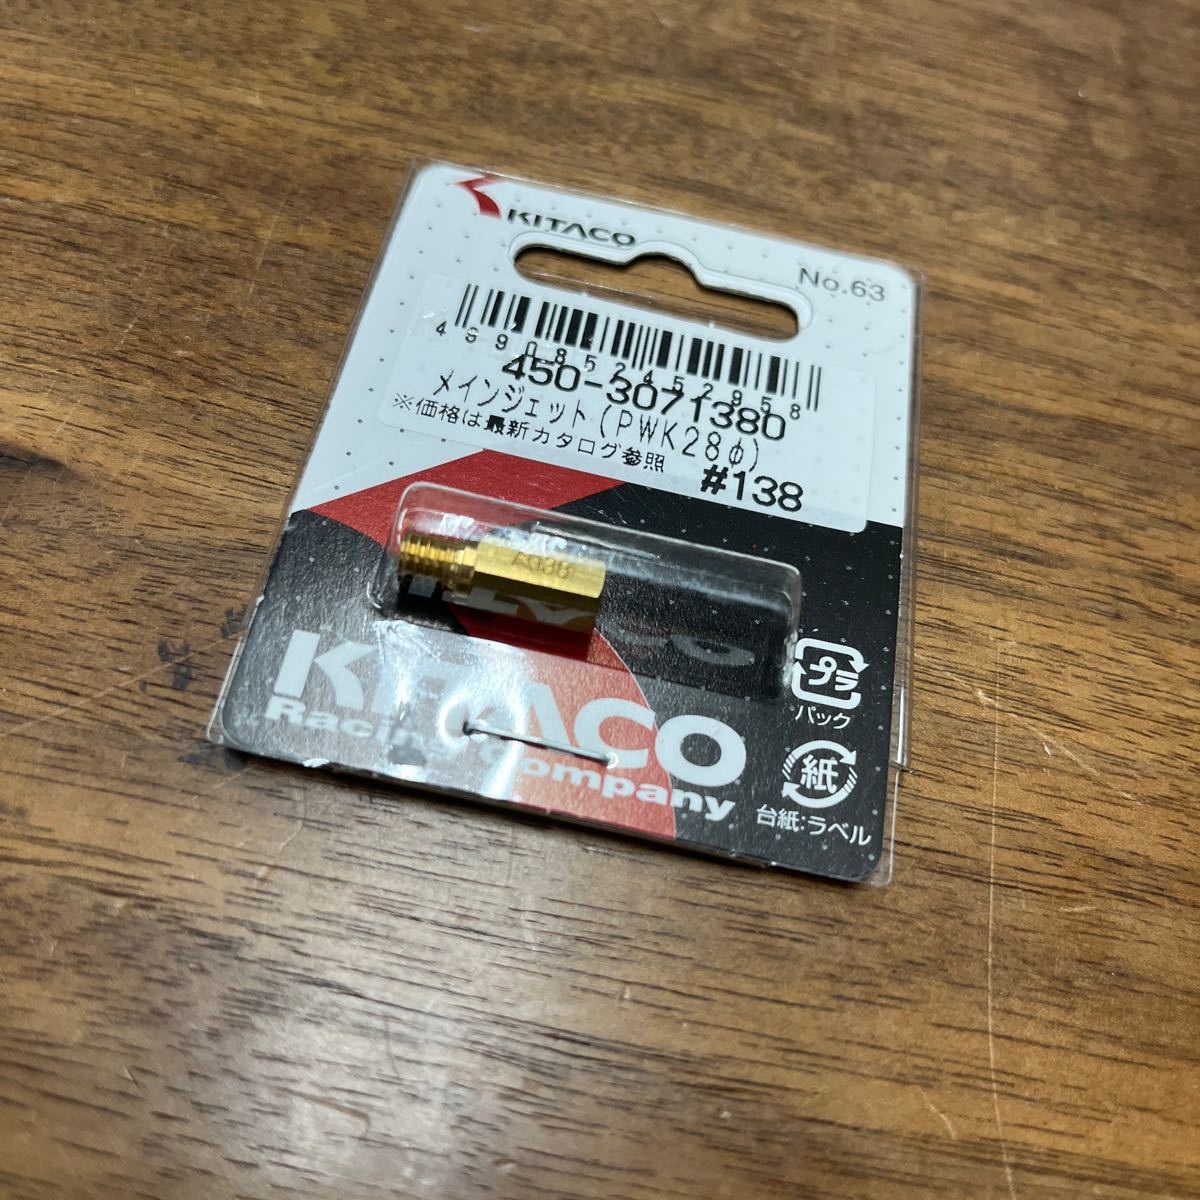 KITACO
No.63
4990852452958
450-3071380
メインジェット(PWK28φ)
※価格は最新カタログ参照
#138
A138
KITACO
Racing Company
プラ
パック
紙
台紙:ラベル